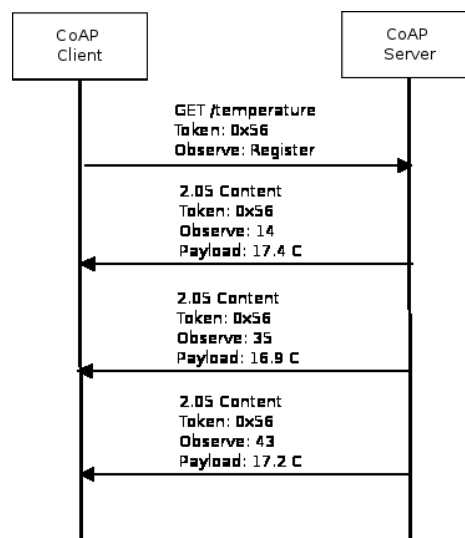 CoAP
Client
CoAP
Server
GET /temperature
Token: 0x56
Observe: Register
2.05 Content
Token: 0x56
Observe: 14
Payload: 17.4 C
2.05 Content
Token: 0x56
Observe: 35
Payload: 16.9 C
2.05 Content
Token: 0x56
Observe: 43
Payload: 17.2 C